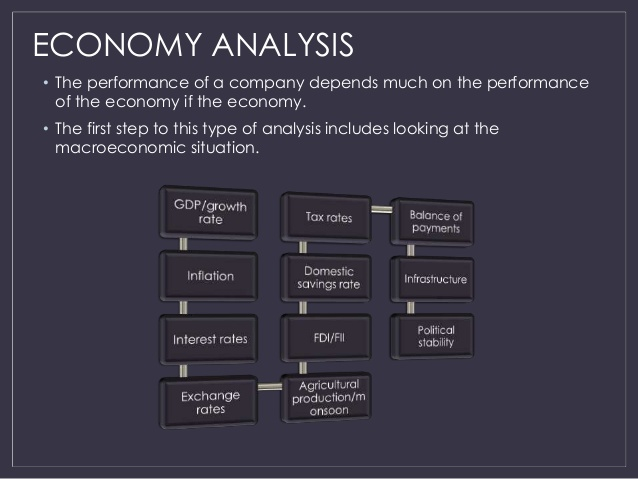 ECONOMY ANALYSIS
• The performance of a company depends much on the performance
of the economy if the economy.
• The first step to this type of analysis includes looking at the
macroeconomic situation.
GDP/growth
rate
Inflation
Interest rates
Exchange
rates
Agricultural
production/m
onsoon
FDI/FII
Domestic
savings rate
Tax rates
Balance of
payments
Infrastructure
Political
stability